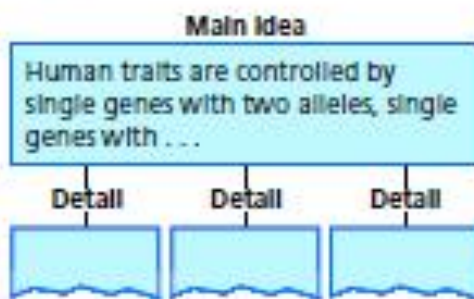 Main Idea
Human traits are controlled by
single genes with two alleles, single
genes with . . .
Detail Detail Detail